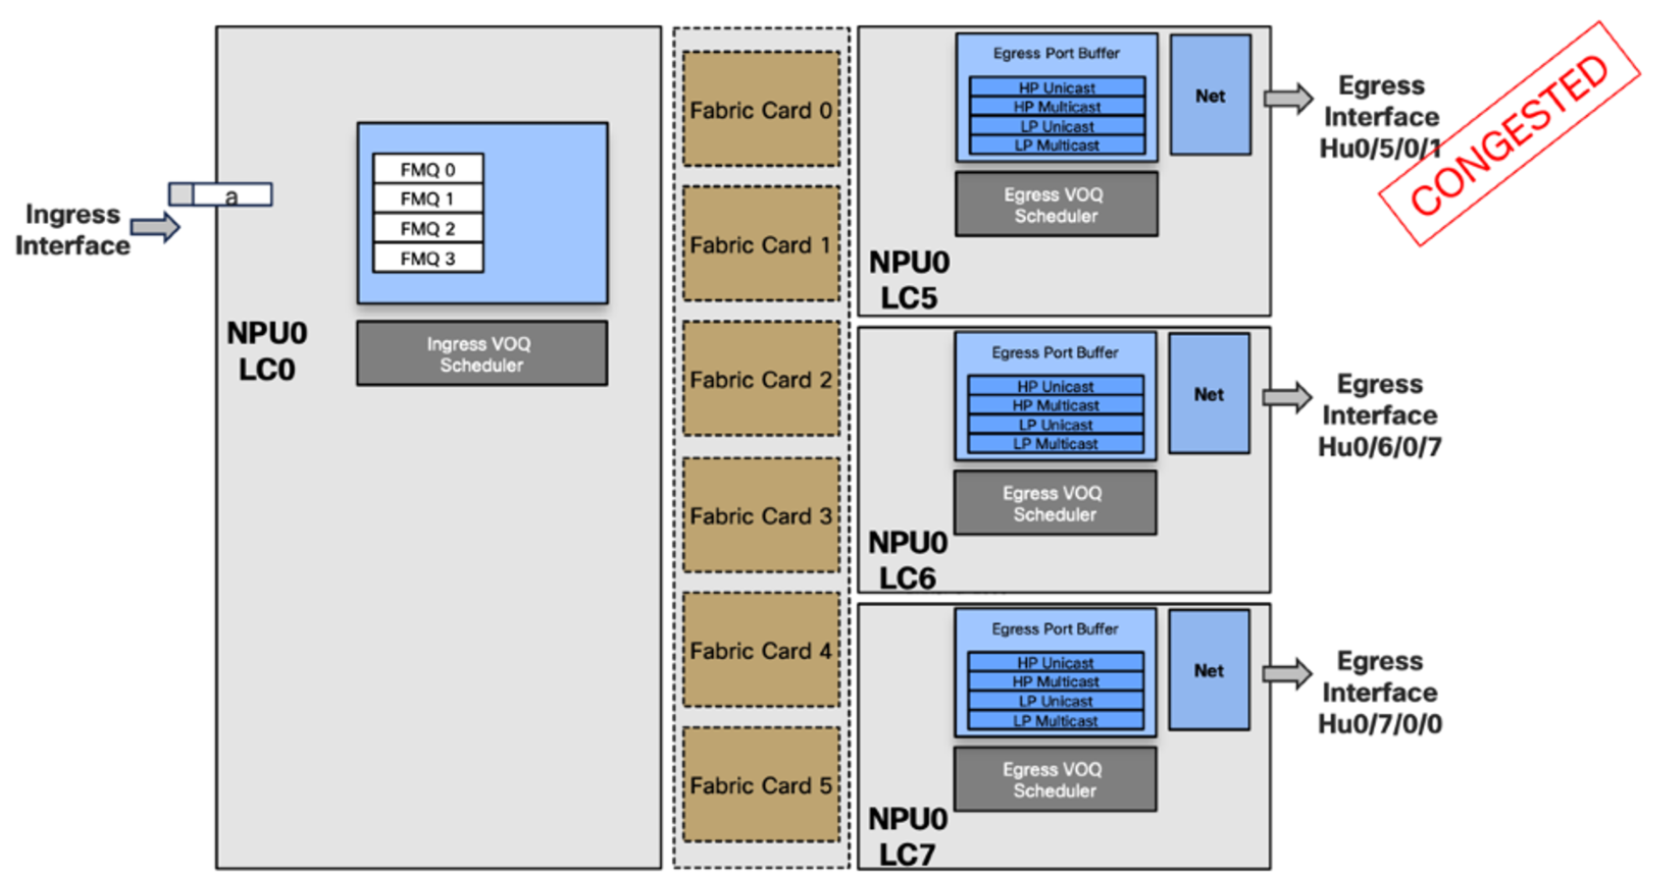 Ingress
Interface
a
FMQ 0
FMQ 1
FMQ 2
FMQ 3
NPU0
LC0
Ingress VOQ
Scheduler
Fabric Card 0
Fabric Card 1
Fabric Card 2
Fabric Card 3
Fabric Card 4
Fabric Card 5
Egress Port Buffer
HP Unicast
HP Multicast
LP Unicast
LP Multicast
Net
Egress VOQ
Scheduler
NPU0
LC5
Egress
Interface
Hu0/5/0/1
CONGESTED
Egress Port Buffer
HP Unicast
HP Multicast
LP Unicast
LP Multicast
Net
Egress VOQ
Scheduler
NPU0
LC6
Egress
Interface
Hu0/6/0/7
Egress Port Buffer
HP Unicast
HP Multicast
LP Unicast
LP Multicast
Net
Egress VOQ
Scheduler
NPU0
LC7
Egress
Interface
Hu0/7/0/0